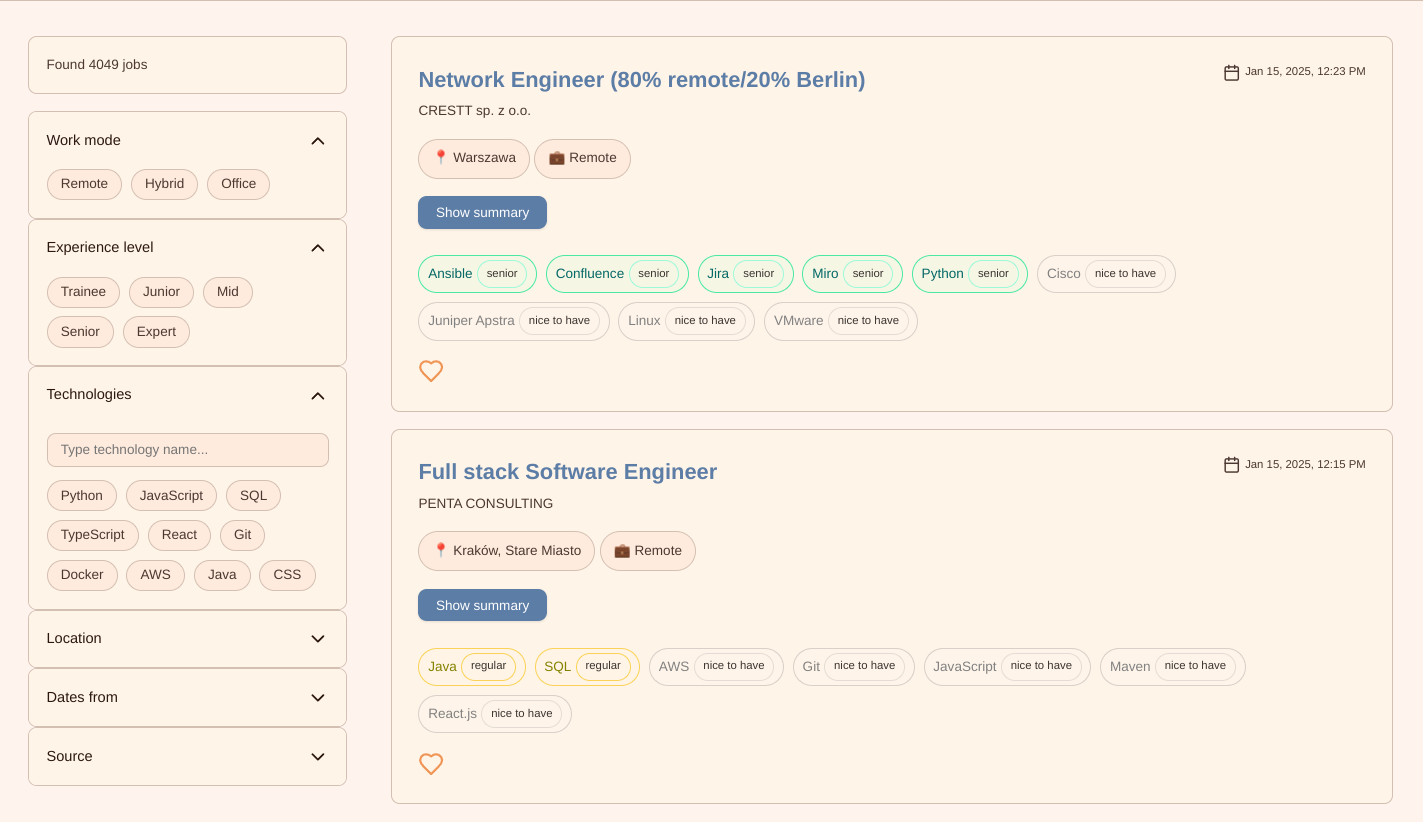 Found 4049 jobs
Work mode
Remote Hybrid Office
Experience level
Trainee Junior Mid
Senior Expert
Technologies
Type technology name...
Python JavaScript SQL
TypeScript React Git
Docker AWS Java CSS
Location
Dates from
Source
Network Engineer (80% remote/20% Berlin)
Jan 15, 2025, 12:23 PM
CRESTT sp. z o.o.
Warszawa Remote
Show summary
Ansible senior Confluence senior Jira senior Miro senior Python senior Cisco nice to have
Juniper Apstra nice to have Linux nice to have VMware nice to have
Full stack Software Engineer
Jan 15, 2025, 12:15 PM
PENTA CONSULTING
Kraków, Stare Miasto Remote
Show summary
Java regular SQL regular AWS nice to have Git nice to have JavaScript nice to have Maven nice to have
React.js nice to have